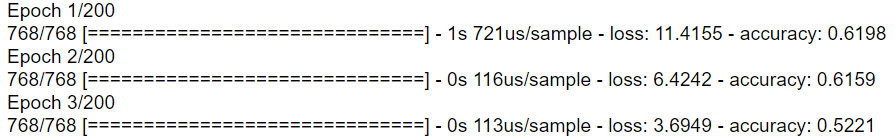 Epoch 1/200
768/768 [==============================] - 1s 721us/sample - loss: 11.4155 - accuracy: 0.6198
Epoch 2/200
768/768 [==============================] - 0s 116us/sample - loss: 6.4242 - accuracy: 0.6159
Epoch 3/200
768/768 [==============================] - 0s 113us/sample - loss: 3.6949 - accuracy: 0.5221